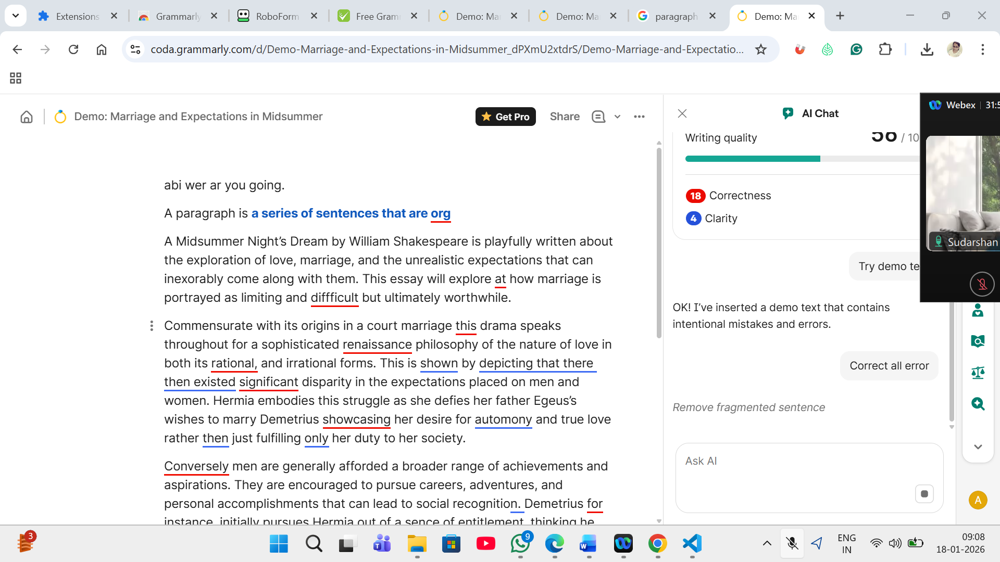 Extensions
Grammarly
RoboForm
Free Gram
Demo: Ma
Demo: Ma
paragraph
Demo: Ma
coda.grammarly.com/d/Demo-Marriage-and-Expectations-in-Midsummer_dPXmU2xtdrS/Demo-Marriage-and-Expectatio...
Demo: Marriage and Expectations in Midsummer
Get Pro
Share
abi wer ar you going.
A paragraph is a series of sentences that are org
A Midsummer Night’s Dream by William Shakespeare is playfully written about
the exploration of love, marriage, and the unrealistic expectations that can
inexorably come along with them. This essay will explore at how marriage is
portrayed as limiting and diffficult but ultimately worthwhile.
Commensurate with its origins in a court marriage this drama speaks
throughout for a sophisticated renaissance philosophy of the nature of love in
both its rational, and irrational forms. This is shown by depicting that there
then existed significant disparity in the expectations placed on men and
women. Hermia embodies this struggle as she defies her father Egeus’s
wishes to marry Demetrius showcasing her desire for automony and true love
rather then just fulfilling only her duty to her society.
Conversely men are generally afforded a broader range of achievements and
aspirations. They are encouraged to pursue careers, adventures, and
personal accomplishments that can lead to social recognition. Demetrius for
instance, initially pursues Hermia out of a sence of entitlement, thinking he
AI Chat
Writing quality
56 / 10
18 Correctness
4 Clarity
Try demo te
OK! I’ve inserted a demo text that contains
intentional mistakes and errors.
Correct all error
Remove fragmented sentence
Ask AI
A
Webex 31:5
Sudarshan
3
9
ENG
IN
09:08
18-01-2026